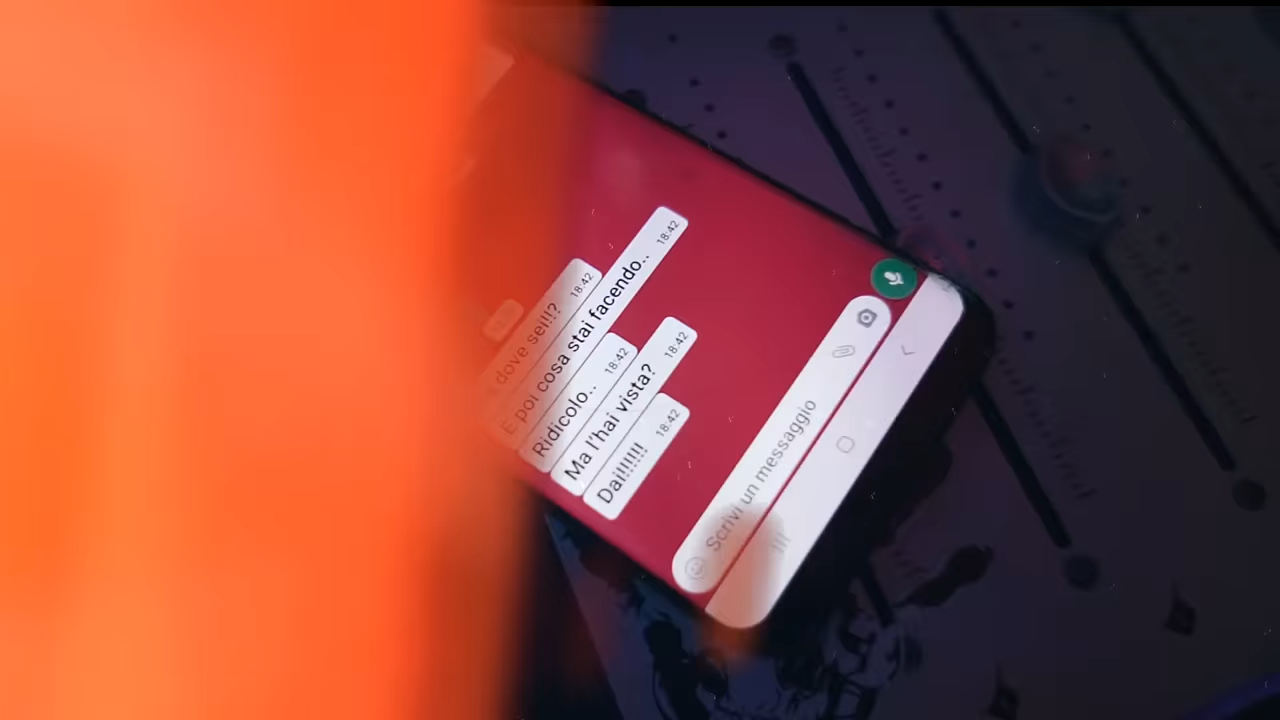 dove sei!!?
18:42
E poi cosa stai facendo..
18:42
Ridicolo..
18:42
Ma l'hai vista?
18:42
Dai!!!!!!!
18:42
Scrivi un messaggio